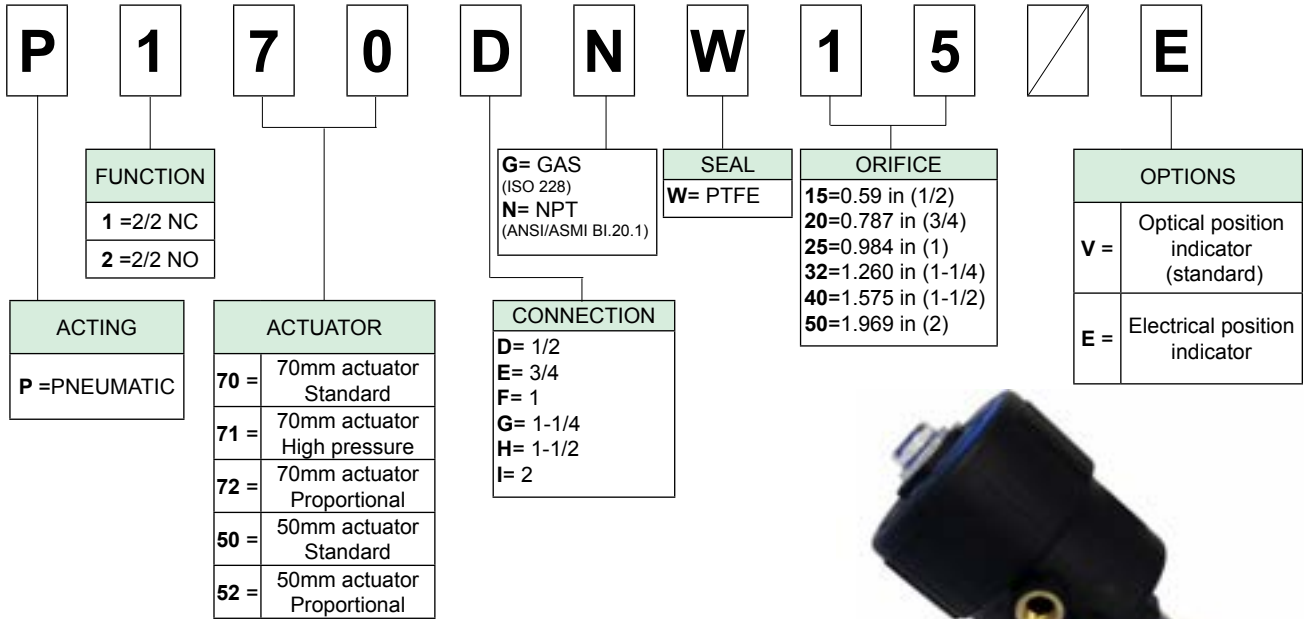 P 1 7 0 D N W 1 5 / E
FUNCTION
1 =2/2 NC
2 =2/2 NO
ACTING
P =PNEUMATIC
ACTUATOR
70 = 70mm actuator
Standard
71 = 70mm actuator
High pressure
72 = 70mm actuator
Proportional
50 = 50mm actuator
Standard
52 = 50mm actuator
Proportional
G= GAS
(ISO 228)
N= NPT
(ANSI/ASMI BI.20.1)
CONNECTION
D= 1/2
E= 3/4
F= 1
G= 1-1/4
H= 1-1/2
I= 2
SEAL
W= PTFE
ORIFICE
15=0.59 in (1/2)
20=0.787 in (3/4)
25=0.984 in (1)
32=1.260 in (1-1/4)
40=1.575 in (1-1/2)
50=1.969 in (2)
OPTIONS
V = Optical position
indicator
(standard)
E = Electrical position
indicator